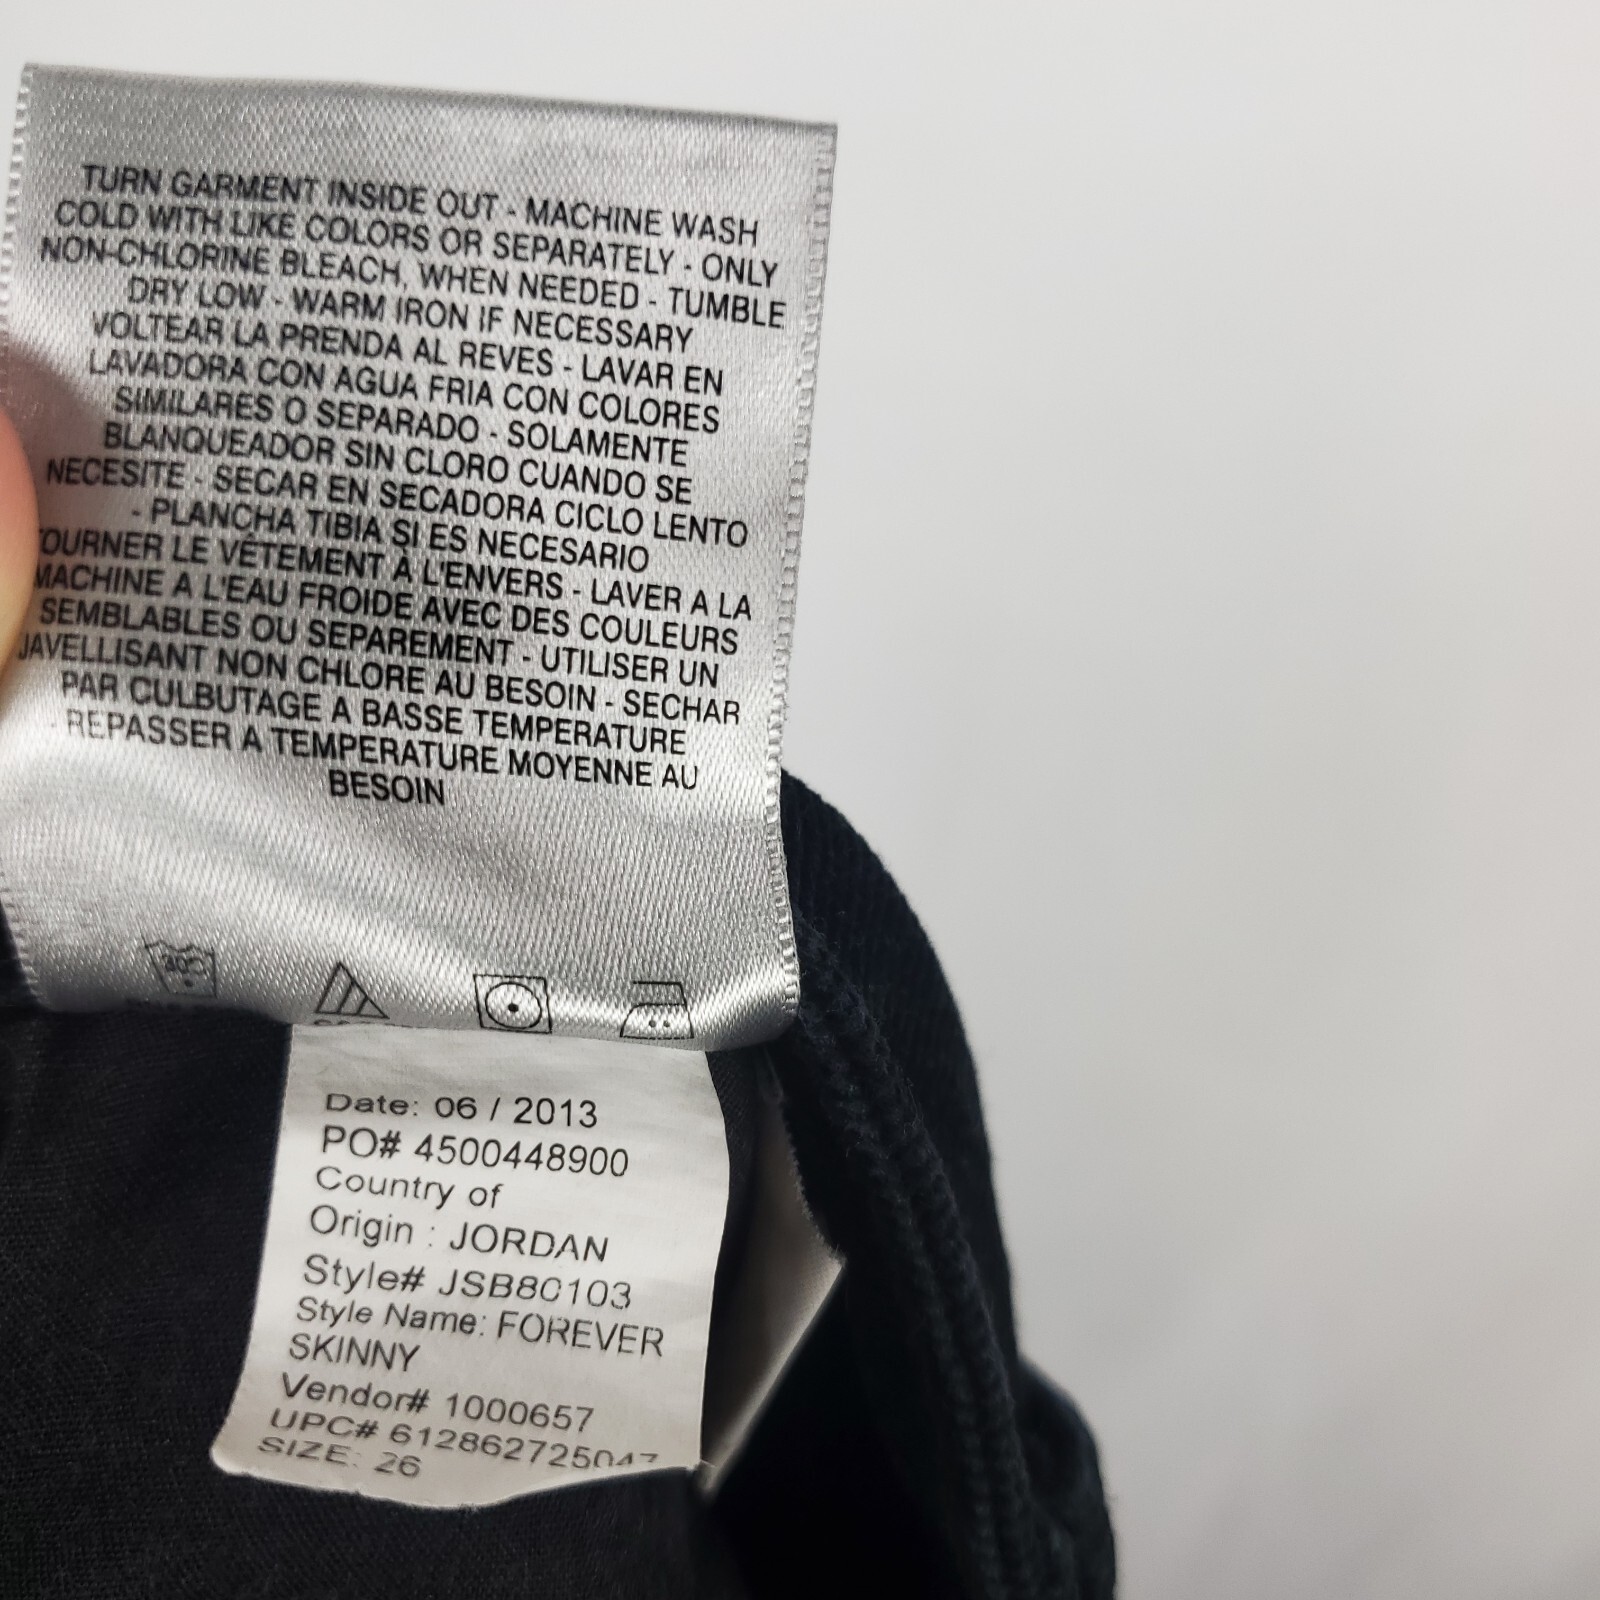 TURN GARMENT INSIDE OUT - MACHINE WASH
COLD WITH LIKE COLORS OR SEPARATELY - ONLY
NON-CHLORINE BLEACH, WHEN NEEDED - TUMBLE
DRY LOW - WARM IRON IF NECESSARY
VOLTEAR LA PRENDA AL REVES - LAVAR EN
LAVADORA CON AGUA FRIA CON COLORES
SIMILARES O SEPARADO - SOLAMENTE
BLANQUEADOR SIN CLORO CUANDO SE
NECESITE - SECAR EN SECADORA CICLO LENTO
- PLANCHA TIBIA SI ES NECESARIO
TOURNER LE VÊTEMENT À L'ENVERS - LAVER A LA
MACHINE A L'EAU FROIDE AVEC DES COULEURS
SEMBLABLES OU SEPAREMENT - UTILISER UN
JAVELLISANT NON CHLORE AU BESOIN - SECHAR
PAR CULBUTAGE A BASSE TEMPERATURE
- REPASSER A TEMPERATURE MOYENNE AU
BESOIN
Date: 06 / 2013
PO# 4500448900
Country of
Origin : JORDAN
Style# JSB80103
Style Name: FOREVER
SKINNY
Vendor# 1000657
UPC# 612862725047
SIZE: 26